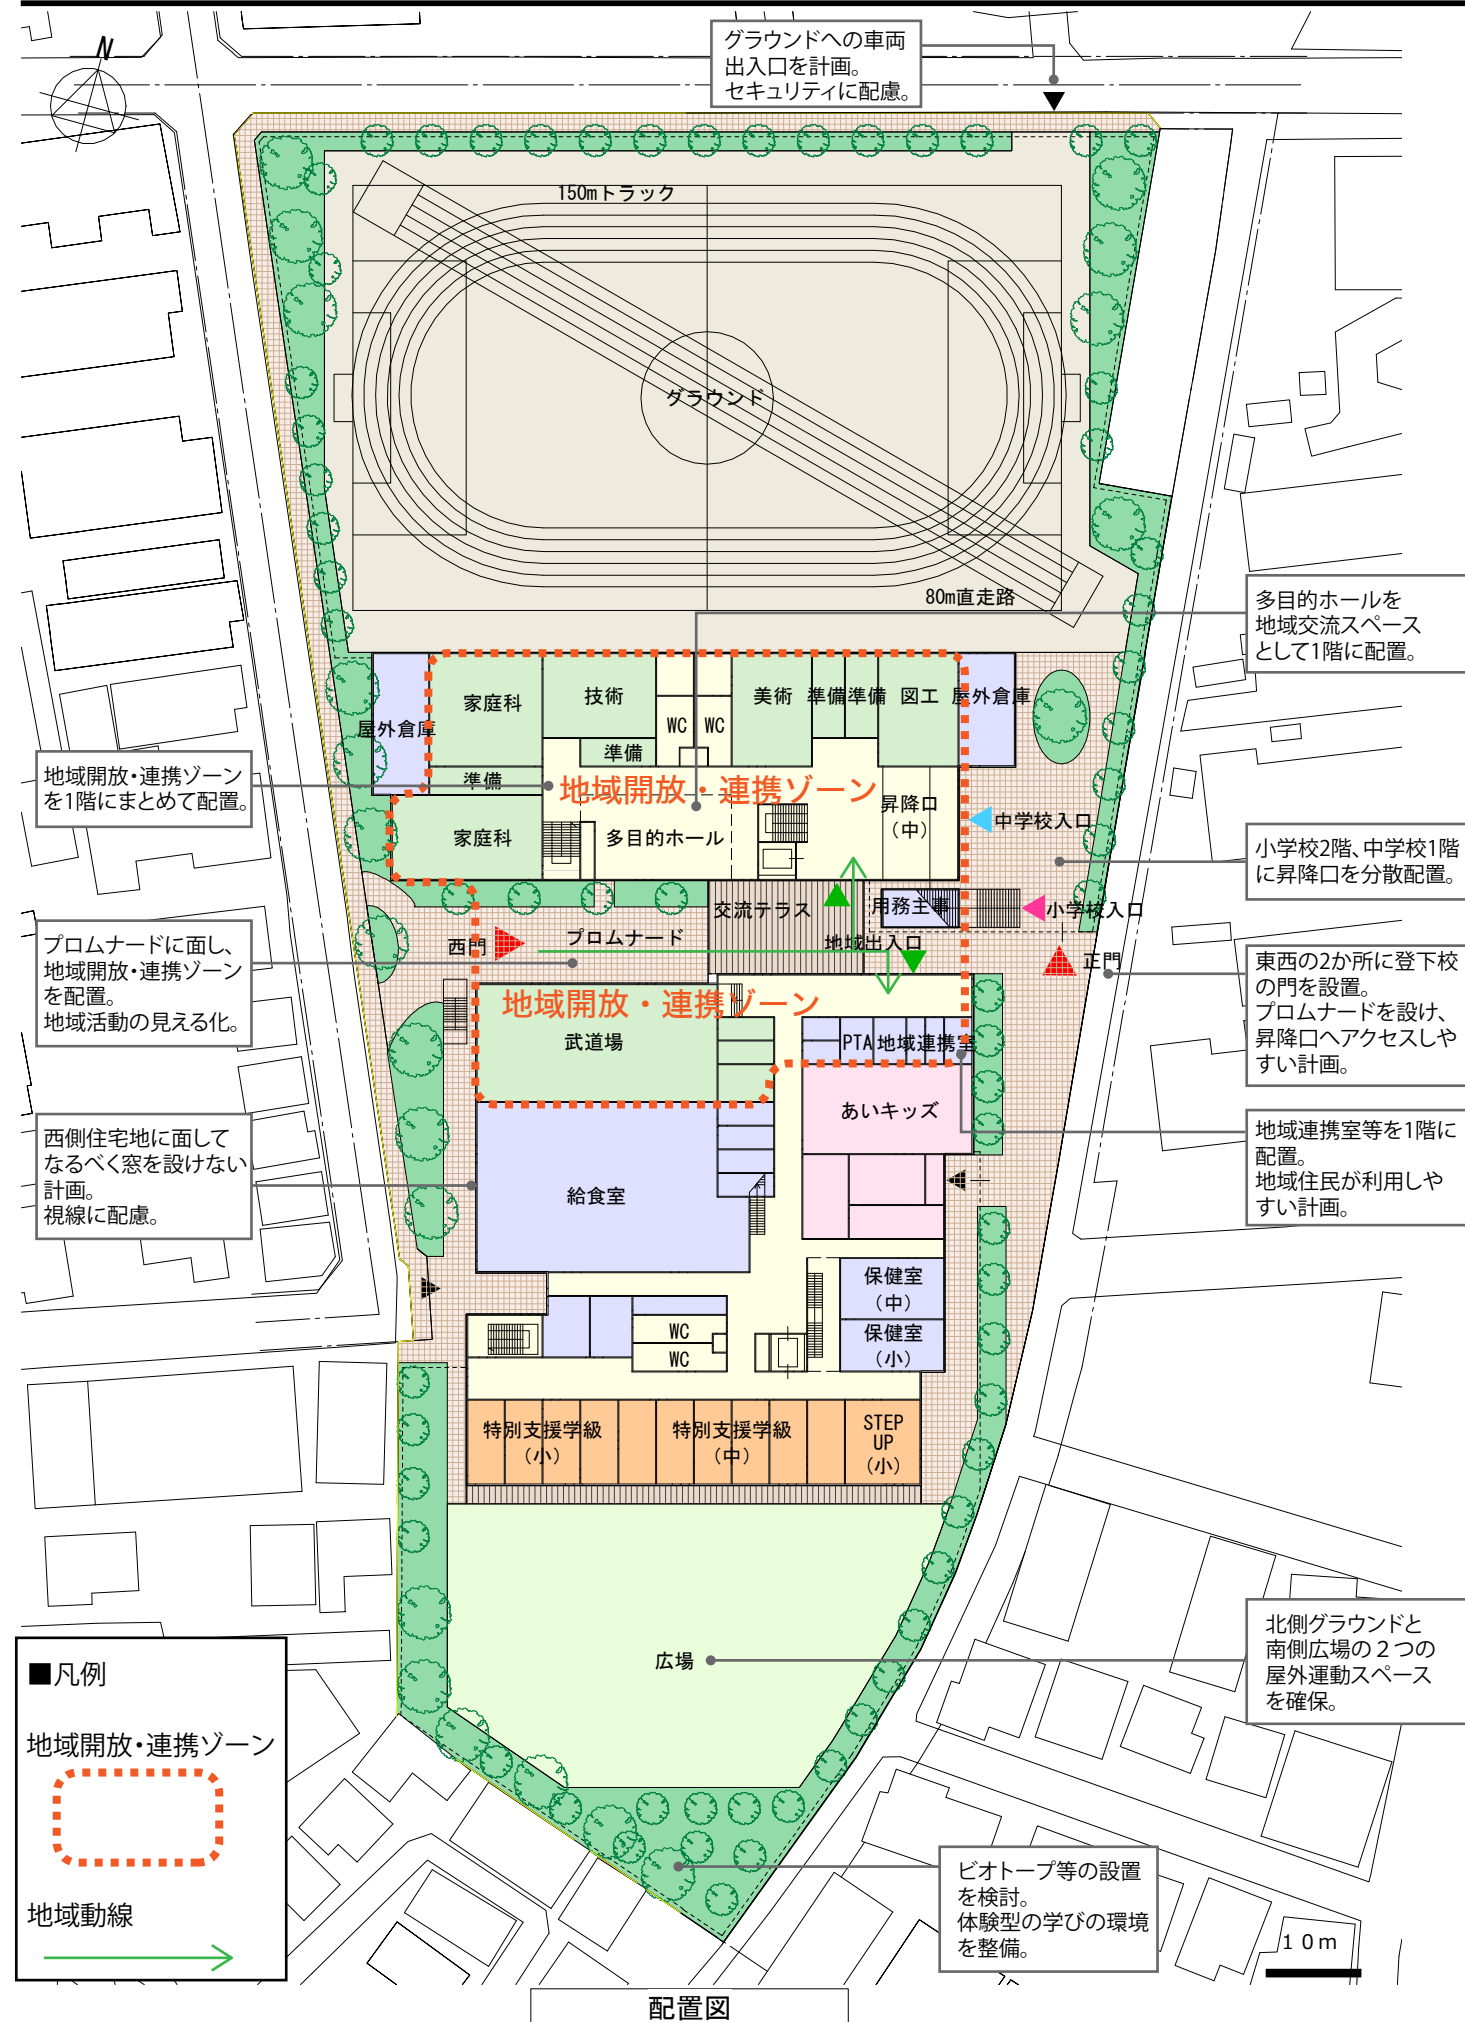 N
グラウンドへの車両
出入口を計画。
セキュリティに配慮。
150mトラック
グラウンド
80m直走路
多目的ホールを
地域交流スペース
として1階に配置。
家庭科
技術
WC
WC
美術
準備
準備
図工
屋外倉庫
屋外倉庫
準備
準備
地域開放・連携ゾーン
を1階にまとめて配置。
地域開放・連携ゾーン
昇降口
（中）
中学校入口
家庭科
多目的ホール
小学校2階、中学校1階
に昇降口を分散配置。
交流テラス
用務主事
小学校入口
プロムナードに面し、
地域開放・連携ゾーン
を配置。
地域活動の見える化。
西門
プロムナード
地域出入口
正門
東西の2か所に登下校
の門を設置。
プロムナードを設け、
昇降口へアクセスしや
すい計画。
地域開放・連携ゾーン
武道場
PTA
地域連携室
あいキッズ
西側住宅地に面して
なるべく窓を設けない
計画。
視線に配慮。
地域連携室等を1階に
配置。
地域住民が利用しや
すい計画。
給食室
保健室
（中）
WC
保健室
（小）
WC
特別支援学級
（小）
特別支援学級
（中）
STEP
UP
（小）
広場
北側グラウンドと
南側広場の２つの
屋外運動スペース
を確保。
■凡例
地域開放・連携ゾーン
地域動線
ビオトープ等の設置
を検討。
体験型の学びの環境
を整備。
１０ｍ
配置図